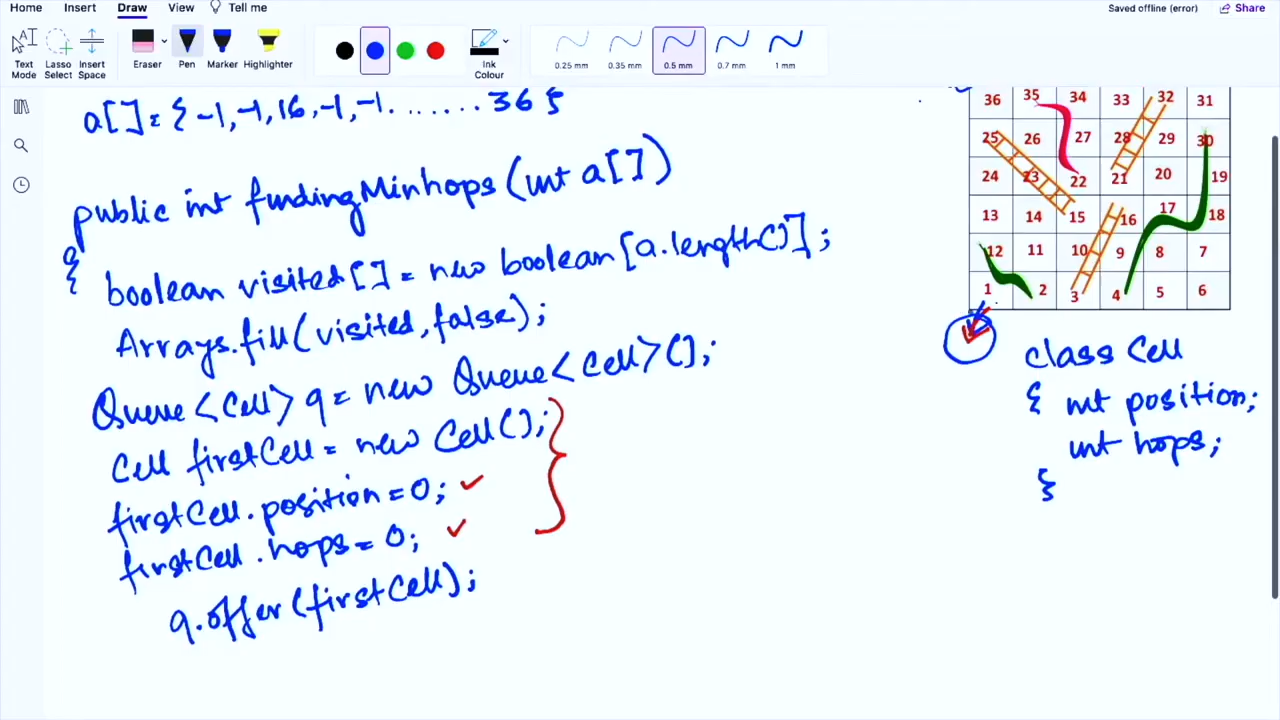 Home Insert Draw View Tell me Saved offline (error) Share
Text Mode Lasso Select Insert Space Eraser Pen Marker Highlighter Ink Colour 0.25 mm 0.35 mm 0.5 mm 0.7 mm 1 mm
a[] = { -1, -1, 16, -1, -1 ....... 36 }
public int findingMinhops (int a[])
{ boolean visited[] = new boolean[a.length()];
Arrays.fill(visited, false);
Queue<Cell> q = new Queue<Cell>();
Cell firstCell = new Cell();
firstCell.position = 0;
firstCell.hops = 0;
q.offer(firstCell);
36 35 34 33 32 31
25 26 27 28 29 30
24 23 22 21 20 19
13 14 15 16 17 18
12 11 10 9 8 7
1 2 3 4 5 6
class Cell
{ int position;
int hops;
}